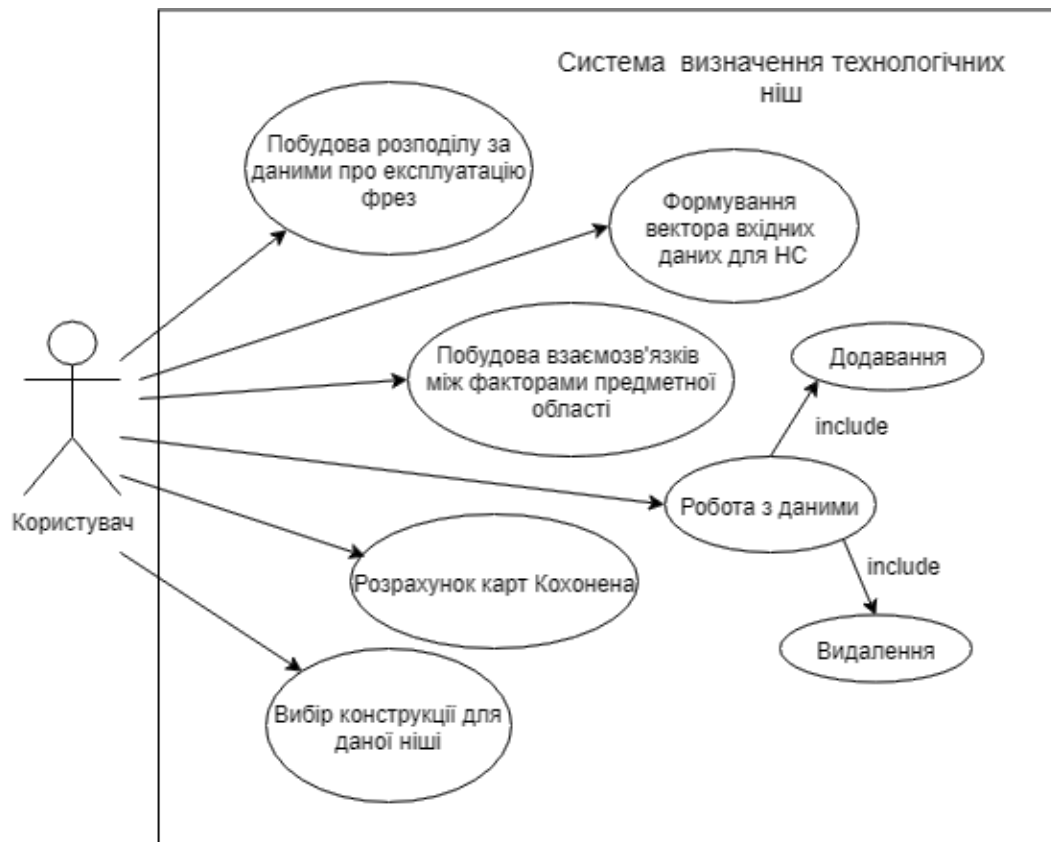 Система визначення технологічних
ніш
Побудова розподілу за
даними про експлуатацію
фрез
Формування
вектора вхідних
даних для НС
Побудова взаємозв'язків
між факторами предметної
області
Додавання
include
Робота з даними
include
Видалення
Користувач
Розрахунок карт Кохонена
Вибір конструкції для
даної ніші